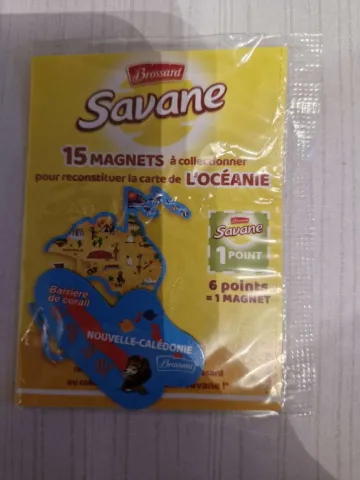 Brossard
Savane
15 MAGNETS à collectionner
pour reconstituer la carte de L'OCÉANIE
Brossard
Savane
1 POINT
6 points
= 1 MAGNET
Barrière
de corail
NOUVELLE-CALÉDONIE
Brossard